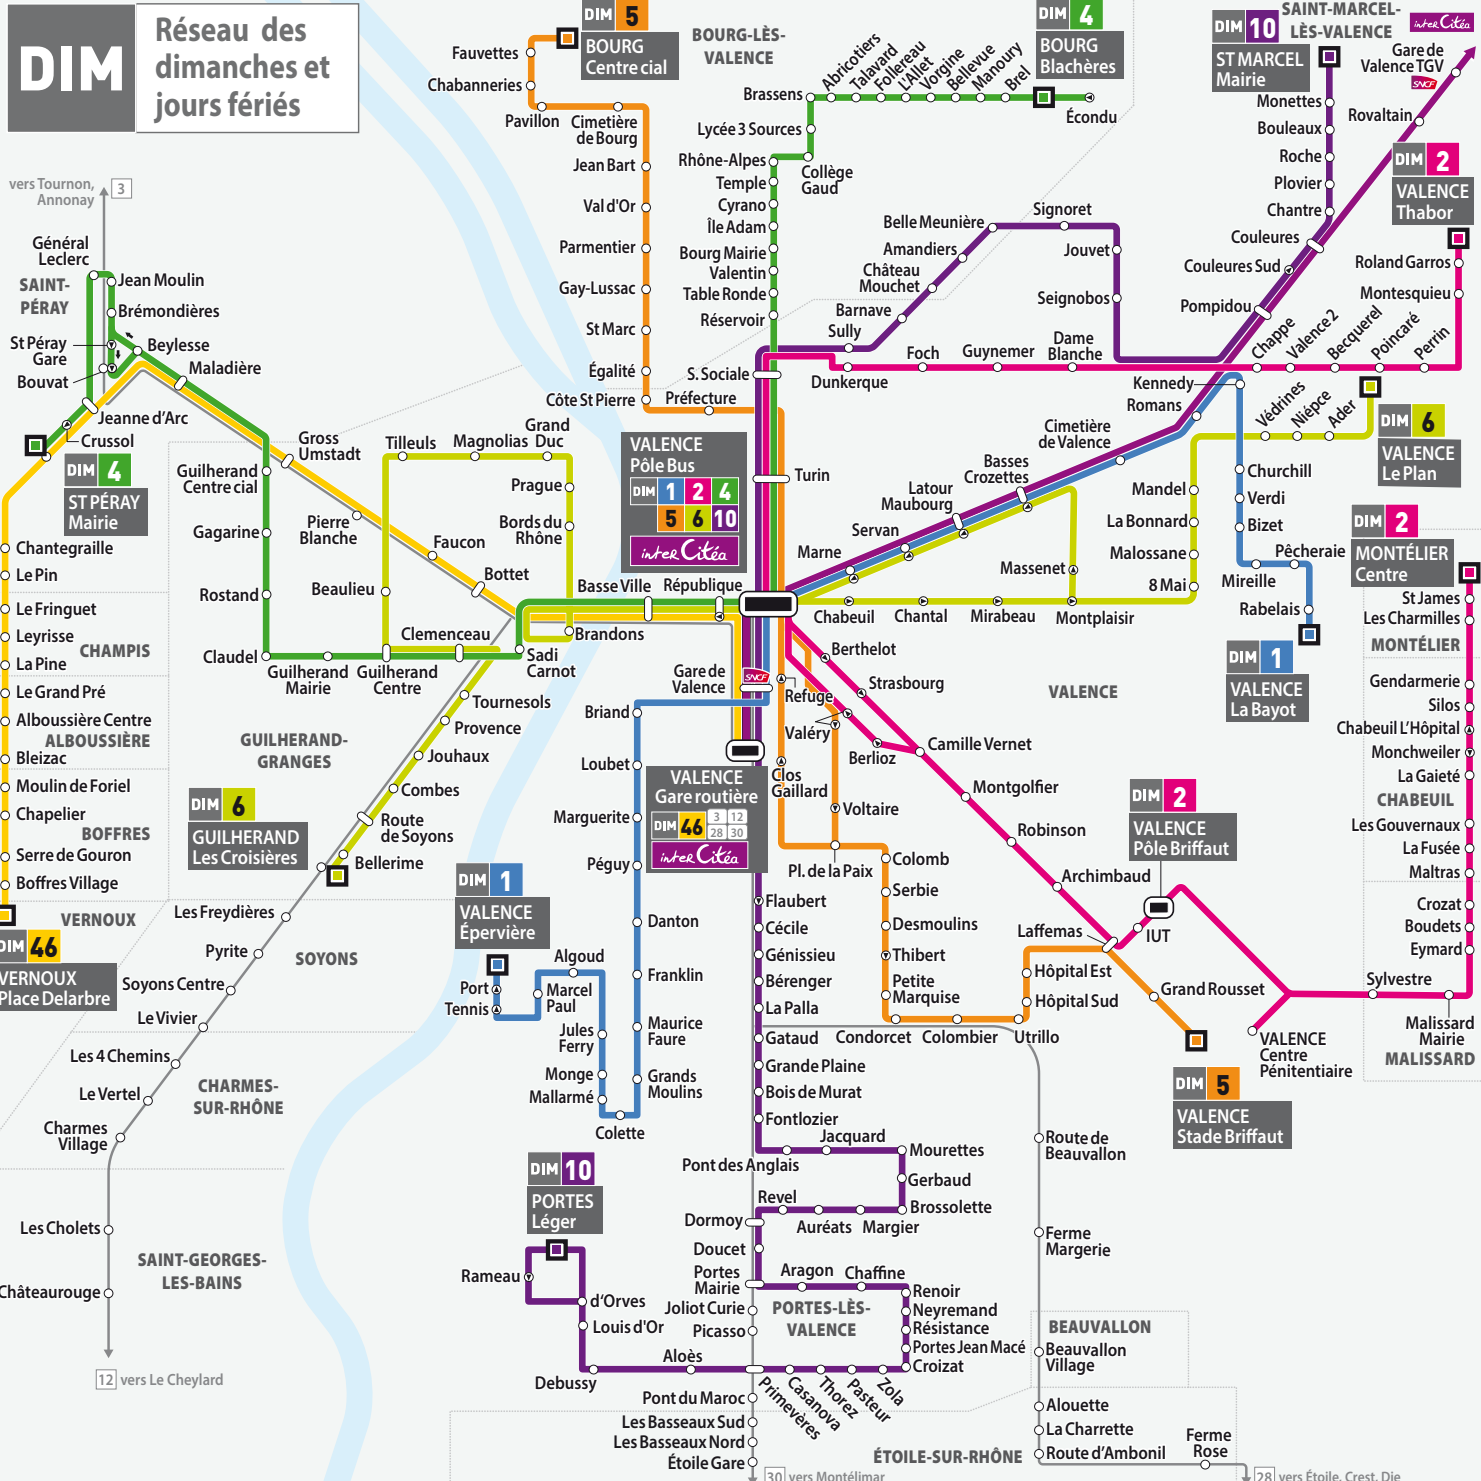 DIM
Réseau des
dimanches et
jours fériés
DIM 5
BOURG
Centre cial
BOURG-LÈS-
VALENCE
DIM 4
BOURG
Blachères
DIM 10
ST MARCEL
Mairie
SAINT-MARCEL-
LÈS-VALENCE
inter Citéa
Gare de
Valence TGV
SNCF
Rovaltain
DIM 2
VALENCE
Thabor
Fauvettes
Chabanneries
Pavillon
Cimetière
de Bourg
Jean Bart
Val d'Or
Parmentier
Gay-Lussac
St Marc
Égalité
Côte St Pierre
Préfecture
Brassens
Abricotiers
Talavard
Follereau
L'Allet
Vorgine
Bellevue
Manoury
Brel
Écondu
Lycée 3 Sources
Rhône-Alpes
Collège
Gaud
Temple
Cyrano
Île Adam
Bourg Mairie
Valentin
Table Ronde
Réservoir
S. Sociale
Turin
Monettes
Bouleaux
Roche
Plovier
Chantre
Couleures
Couleures Sud
Pompidou
Belle Meunière
Signoret
Amandiers
Jouvet
Château
Mouchet
Seignobos
Barnave
Sully
Dunkerque
Foch
Guynemer
Dame
Blanche
Chappe
Valence 2
Becquerel
Poincaré
Perrin
Roland Garros
Montesquieu
Kennedy
Romans
Cimetière
de Valence
Basses
Crozettes
Latour
Maubourg
Servan
Marne
Védrines
Niépce
Ader
DIM 6
VALENCE
Le Plan
Churchill
Verdi
Bizet
Pêcheraie
Mireille
Rabelais
DIM 1
VALENCE
La Bayot
Mandel
La Bonnard
Malossane
8 Mai
Massenet
Chabeuil
Chantal
Mirabeau
Montplaisir
VALENCE
vers Tournon,
Annonay
3
Général
Leclerc
SAINT-
PÉRAY
Jean Moulin
Brémondières
St Péray
Gare
Beylesse
Bouvat
Maladière
Jeanne d'Arc
Crussol
DIM 4
ST PÉRAY
Mairie
Gross
Umstadt
Guilherand
Centre cial
Gagarine
Rostand
Claudel
Guilherand
Mairie
Guilherand
Centre
Clemenceau
Sadi
Carnot
Pierre
Blanche
Faucon
Bottet
Beaulieu
Tilleuls
Magnolias
Grand
Duc
Prague
Bords du
Rhône
Brandons
Basse Ville
République
VALENCE
Pôle Bus
DIM 1 2 4
5 6 10
inter Citéa
Chantegraille
Le Pin
Le Fringuet
Leyrisse
CHAMPIS
La Pine
Le Grand Pré
Alboussière Centre
ALBOUSSIÈRE
Bleizac
Moulin de Foriel
Chapelier
BOFFRES
Serre de Gouron
Boffres Village
VERNOUX
DIM 46
VERNOUX
Place Delarbre
GUILHERAND-
GRANGES
DIM 6
GUILHERAND
Les Croisières
Tournesols
Provence
Jouhaux
Combes
Route
de Soyons
Bellerime
Les Freydières
Pyrite
SOYONS
Soyons Centre
Le Vivier
Les 4 Chemins
Le Vertel
CHARMES-
SUR-RHÔNE
Charmes
Village
Les Cholets
SAINT-GEORGES-
LES-BAINS
Châteaurouge
12 vers Le Cheylard
Gare de
Valence
SNCF
VALENCE
Gare routière
DIM 46
3 12
28 30
inter Citéa
Briand
Loubet
Marguerite
Péguy
Danton
Franklin
Maurice
Faure
Grands
Moulins
Colette
Mallarmé
Monge
Jules
Ferry
Algoud
Marcel
Paul
Port
Tennis
DIM 1
VALENCE
Épervière
Berthelot
Strasbourg
Refuge
Valéry
Berlioz
Camille Vernet
Clos
Gaillard
Voltaire
Pl. de la Paix
Colomb
Serbie
Desmoulins
Thibert
Petite
Marquise
Condorcet
Colombier
Utrillo
Hôpital Sud
Hôpital Est
Laffemas
Montgolfier
Robinson
Archimbaud
IUT
DIM 2
VALENCE
Pôle Briffaut
Grand Rousset
DIM 5
VALENCE
Stade Briffaut
VALENCE
Centre
Pénitentiaire
Sylvestre
Malissard
Mairie
MALISSARD
DIM 2
MONTÉLIER
Centre
St James
Les Charmilles
MONTÉLIER
Gendarmerie
Silos
Chabeuil L'Hôpital
Monchweiler
La Gaieté
CHABEUIL
Les Gouvernaux
La Fusée
Maltras
Crozat
Boudets
Eymard
Flaubert
Cécile
Génissieu
Bérenger
La Palla
Gataud
Grande Plaine
Bois de Murat
Fontlozier
Pont des Anglais
Jacquard
Mourettes
Gerbaud
Brossolette
Margier
Auréats
Revel
Dormoy
Doucet
Portes
Mairie
Aragon
Chaffine
Renoir
Neyremand
Résistance
Portes Jean Macé
Croizat
PORTES-LÈS-
VALENCE
Joliot Curie
Picasso
Zola
Pasteur
Thorez
Casanova
Primevères
Aloès
Debussy
Louis d'Or
d'Orves
Rameau
DIM 10
PORTES
Léger
Pont du Maroc
Les Basseaux Sud
Les Basseaux Nord
Étoile Gare
30 vers Montélimar
Route de
Beauvallon
Ferme
Margerie
BEAUVALLON
Beauvallon
Village
Alouette
La Charrette
Route d'Ambonil
Ferme
Rose
ÉTOILE-SUR-RHÔNE
28 vers Étoile, Crest, Die